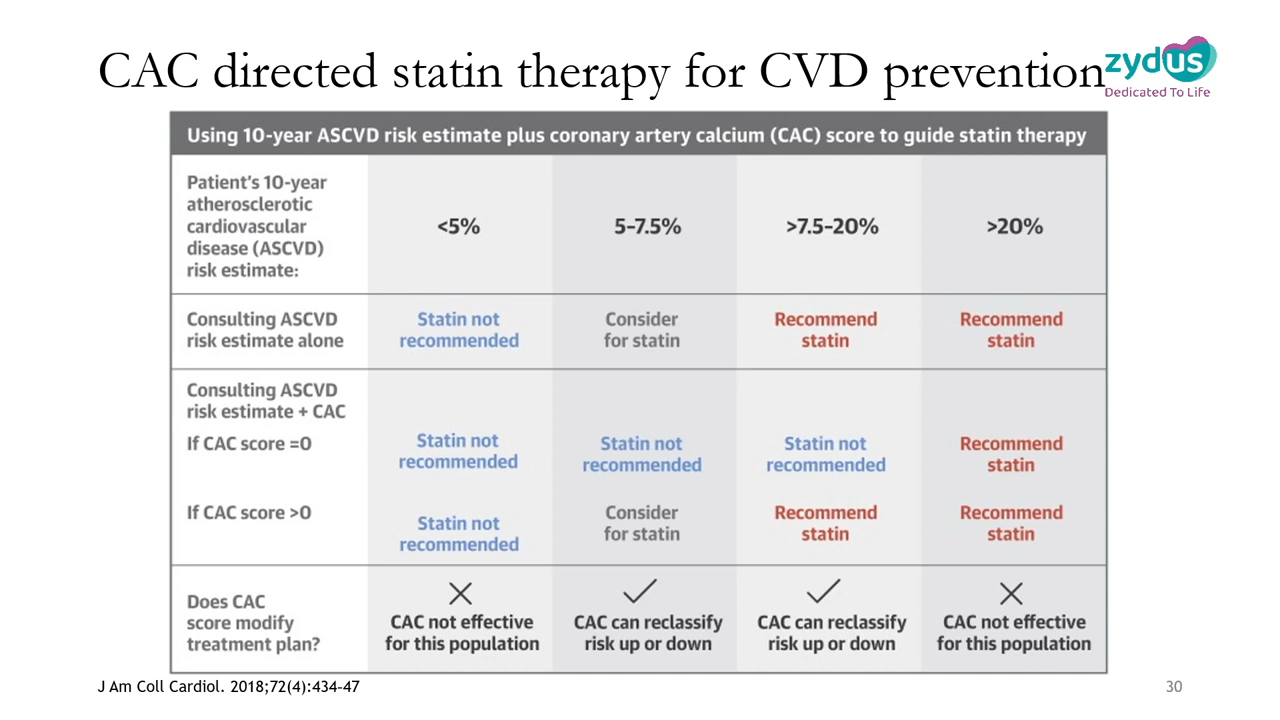 CAC directed statin therapy for CVD prevention
zydus
Dedicated To Life
Using 10-year ASCVD risk estimate plus coronary artery calcium (CAC) score to guide statin therapy
Patient's 10-year
atherosclerotic
cardiovascular
disease (ASCVD)
risk estimate:
<5%
5-7.5%
>7.5-20%
>20%
Consulting ASCVD
risk estimate alone
Statin not
recommended
Consider
for statin
Recommend
statin
Recommend
statin
Consulting ASCVD
risk estimate + CAC
If CAC score =0
Statin not
recommended
Statin not
recommended
Statin not
recommended
Recommend
statin
If CAC score >0
Statin not
recommended
Consider
for statin
Recommend
statin
Recommend
statin
Does CAC
score modify
treatment plan?
CAC not effective
for this population
CAC can reclassify
risk up or down
CAC can reclassify
risk up or down
CAC not effective
for this population
J Am Coll Cardiol. 2018;72(4):434-47
30